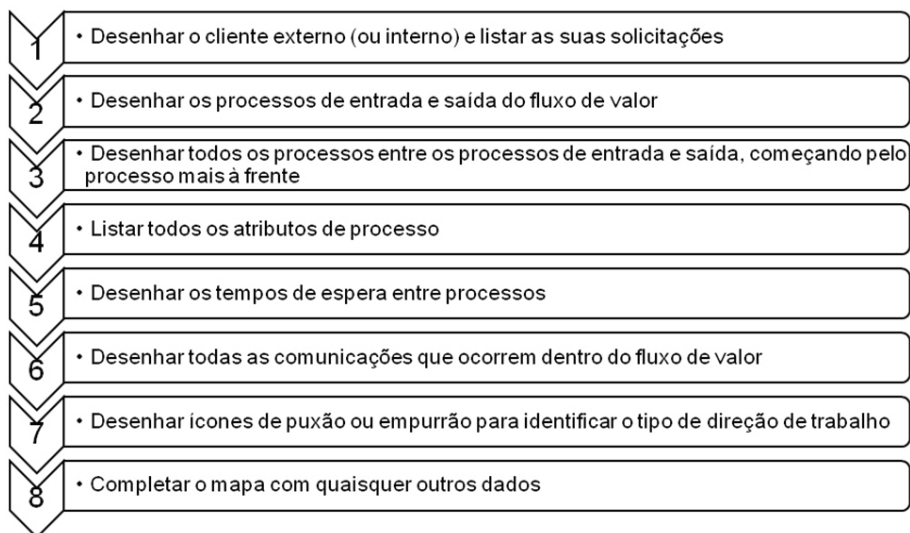 1
• Desenhar o cliente externo (ou interno) e listar as suas solicitações
2
• Desenhar os processos de entrada e saída do fluxo de valor
3
• Desenhar todos os processos entre os processos de entrada e saída, começando pelo
processo mais à frente
4
• Listar todos os atributos de processo
5
• Desenhar os tempos de espera entre processos
6
• Desenhar todas as comunicações que ocorrem dentro do fluxo de valor
7
• Desenhar ícones de puxão ou empurrão para identificar o tipo de direção de trabalho
8
• Completar o mapa com quaisquer outros dados